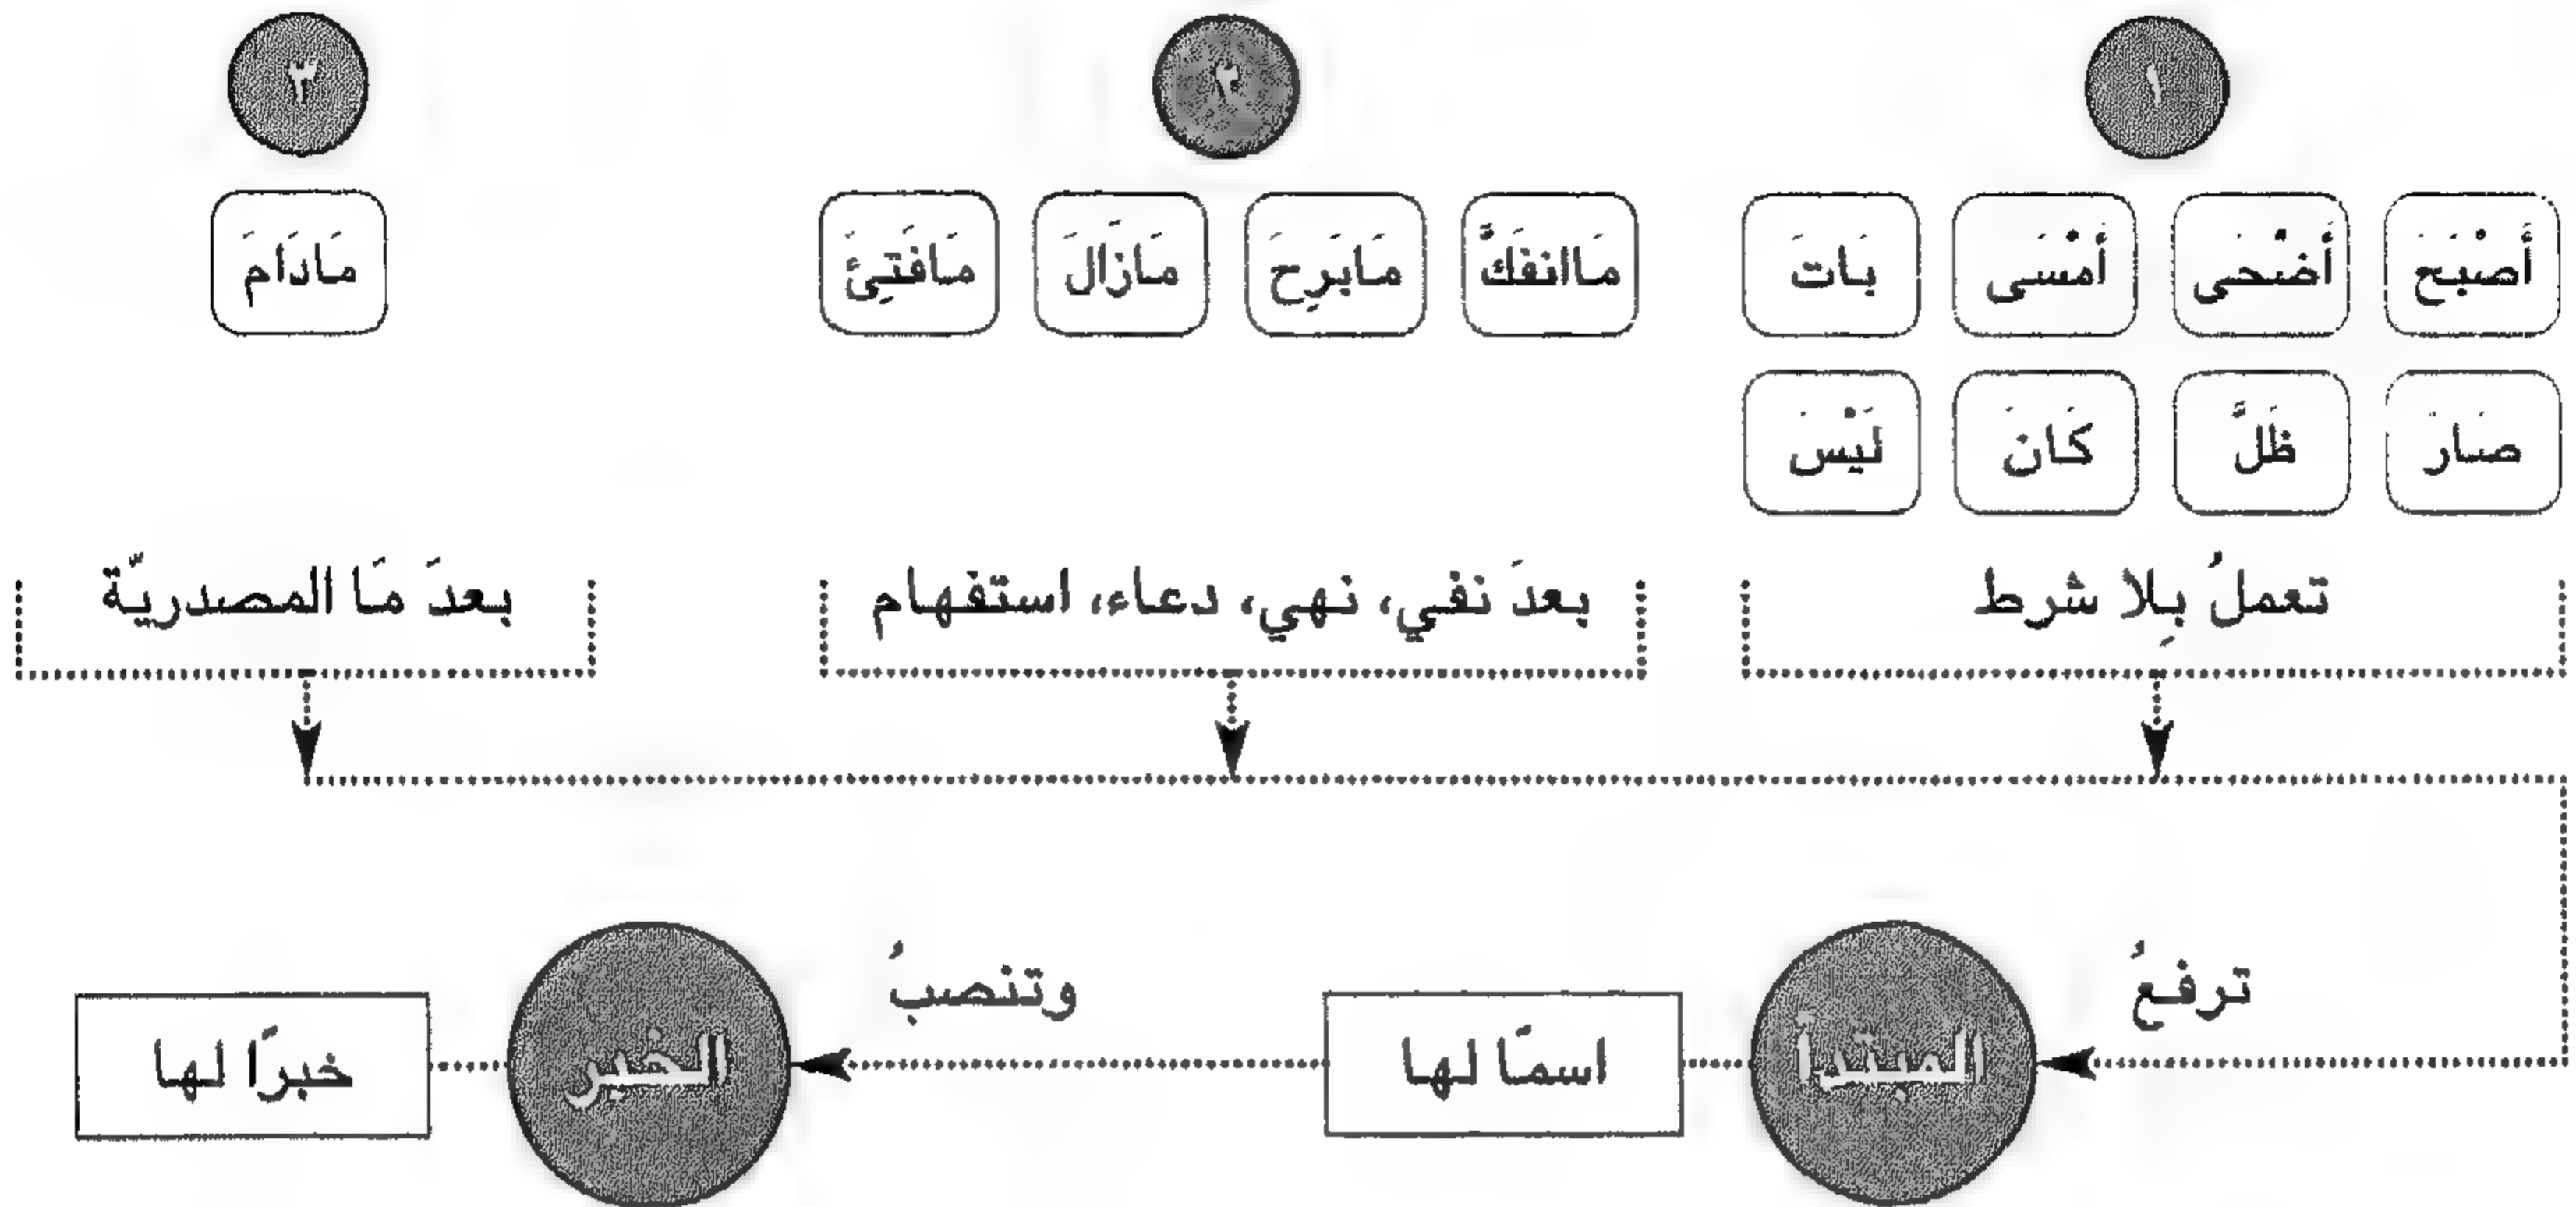 ١ ٢ ٣
أَصْبَحَ أَضْحَى أَمْسَى بَاتَ مَاانفَكَّ مَابَرِحَ مَازَالَ مَافَتِئَ مَادَامَ
صَارَ ظَلَّ كَانَ لَيْسَ
تعملُ بِلا شرط بعدَ نفي، نهي، دعاء، استفهام بعدَ مَا المصدريّة
ترفعُ المبتدأ اسمًا لها وتنصبُ الخبر خبرًا لها